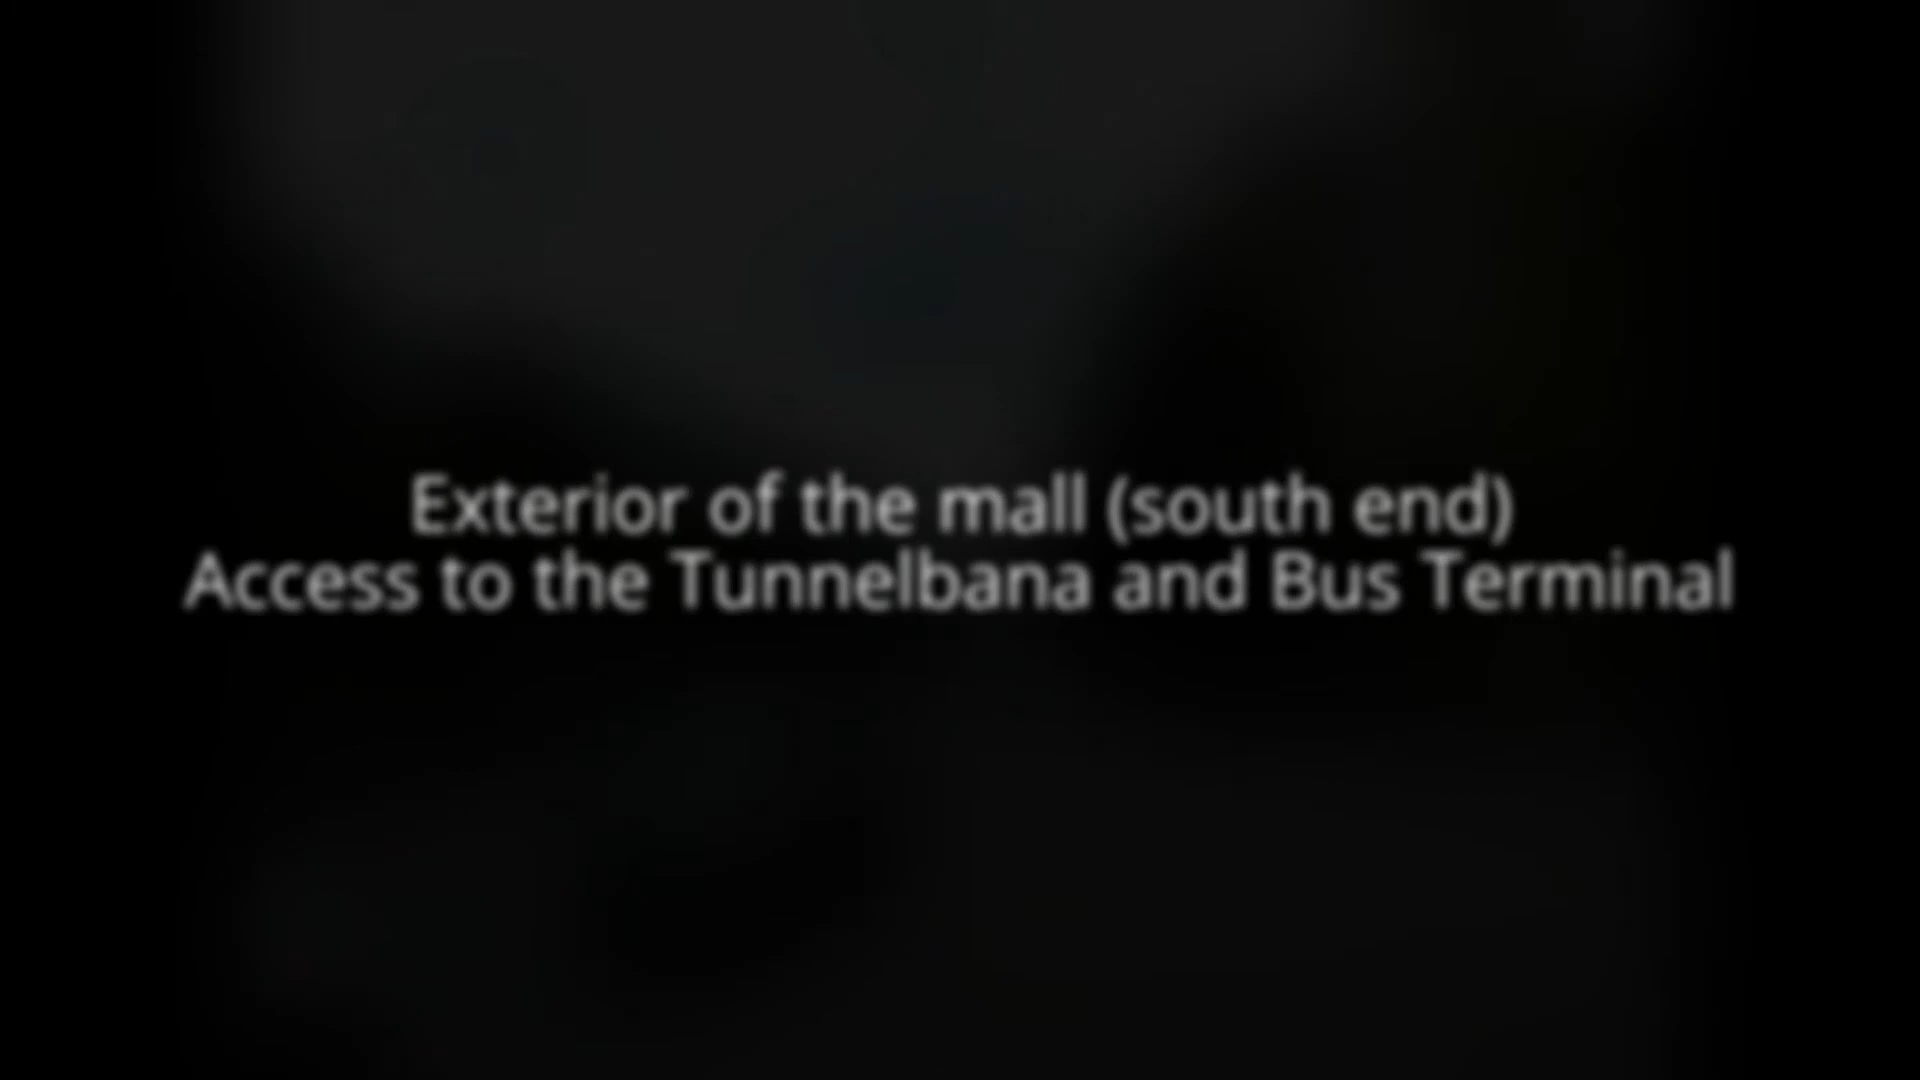 Exterior of the mall (south end)
Access to the Tunnelbana and Bus Terminal